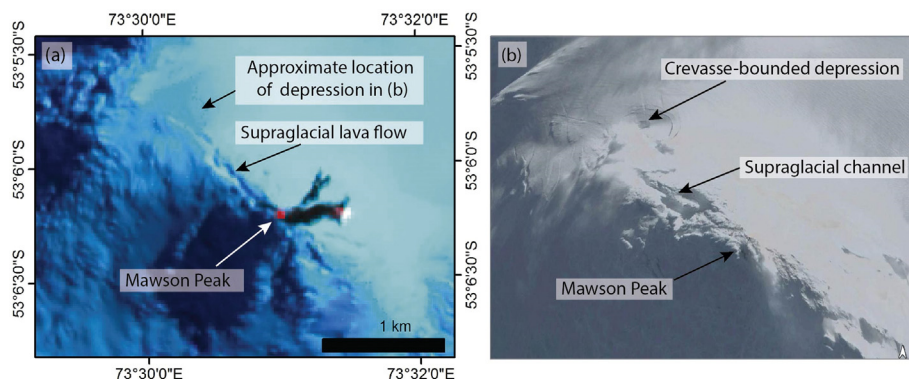 73°30'0"E
73°32'0"E
53°5'30"S
53°6'0"S
53°6'30"S
(a)
Approximate location
of depression in (b)
Supraglacial lava flow
Mawson Peak
1 km
73°30'0"E
73°32'0"E
53°5'30"S
53°6'0"S
53°6'30"S
(b)
Crevasse-bounded depression
Supraglacial channel
Mawson Peak